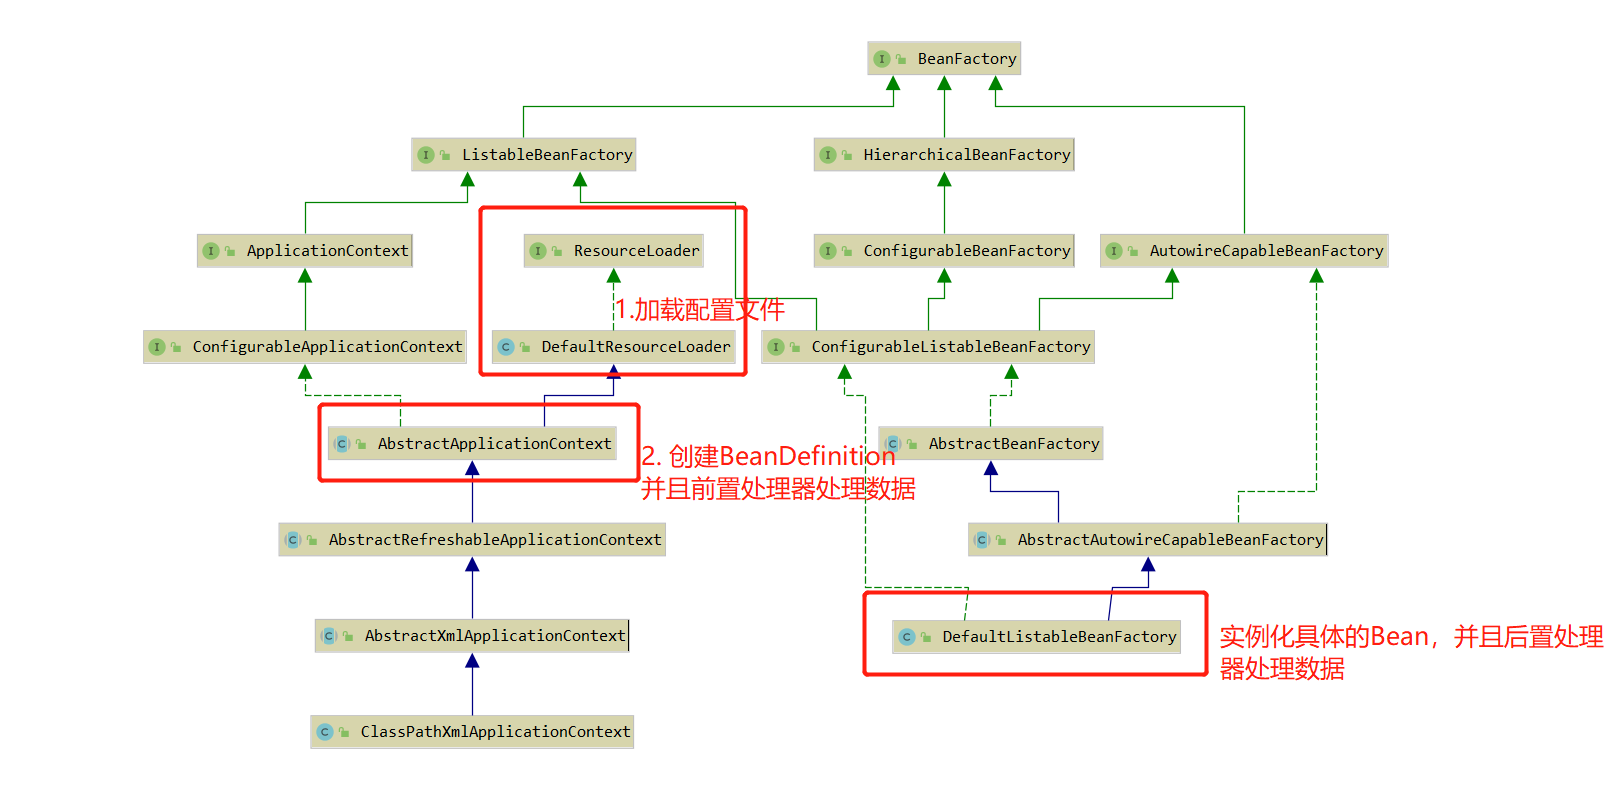 BeanFactory
ListableBeanFactory
HierarchicalBeanFactory
ApplicationContext
ResourceLoader
ConfigurableBeanFactory
AutowireCapableBeanFactory
1.加载配置文件
ConfigurableApplicationContext
DefaultResourceLoader
ConfigurableListableBeanFactory
AbstractApplicationContext
AbstractBeanFactory
2. 创建BeanDefinition
并且前置处理器处理数据
AbstractRefreshableApplicationContext
AbstractAutowireCapableBeanFactory
AbstractXmlApplicationContext
DefaultListableBeanFactory
实例化具体的Bean，并且后置处理
器处理数据
ClassPathXmlApplicationContext